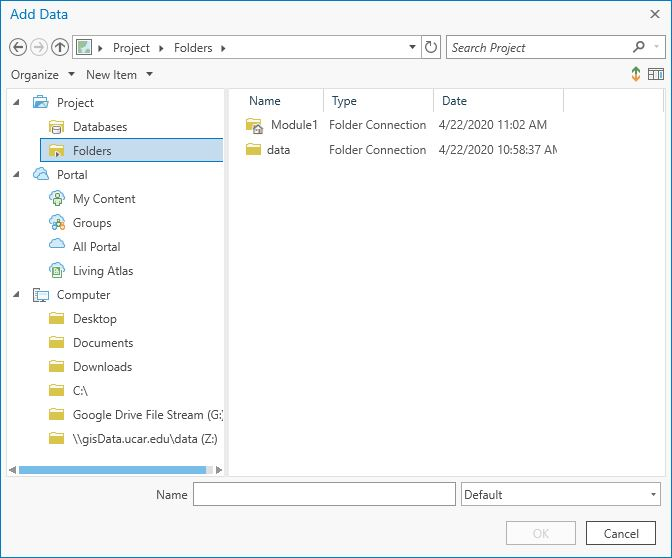 Add Data
Project Folders
Search Project
Organize New Item
Project
Databases
Folders
Portal
My Content
Groups
All Portal
Living Atlas
Computer
Desktop
Documents
Downloads
C:\
Google Drive File Stream (G:
\\gisData.ucar.edu\data (Z:)
Name Type Date
Module1 Folder Connection 4/22/2020 11:02 AM
data Folder Connection 4/22/2020 10:58:37 AM
Name
Default
OK Cancel